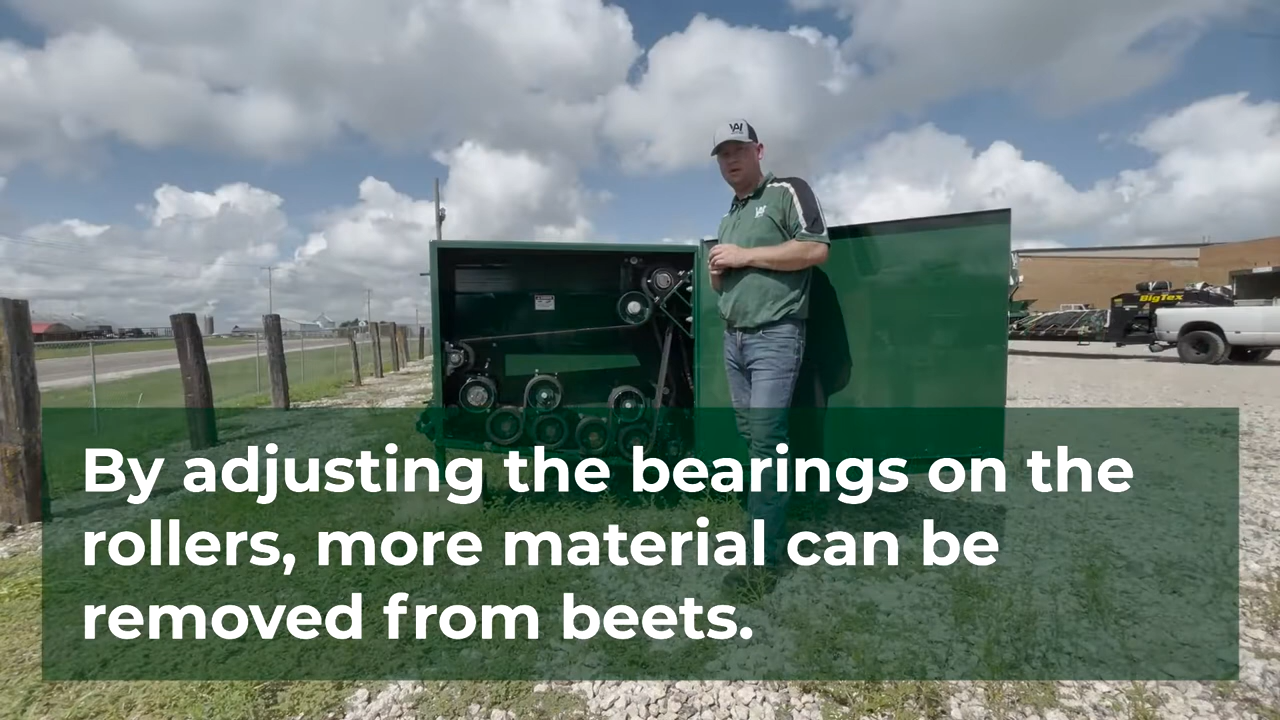 BigTex
By adjusting the bearings on the
rollers, more material can be
removed from beets.